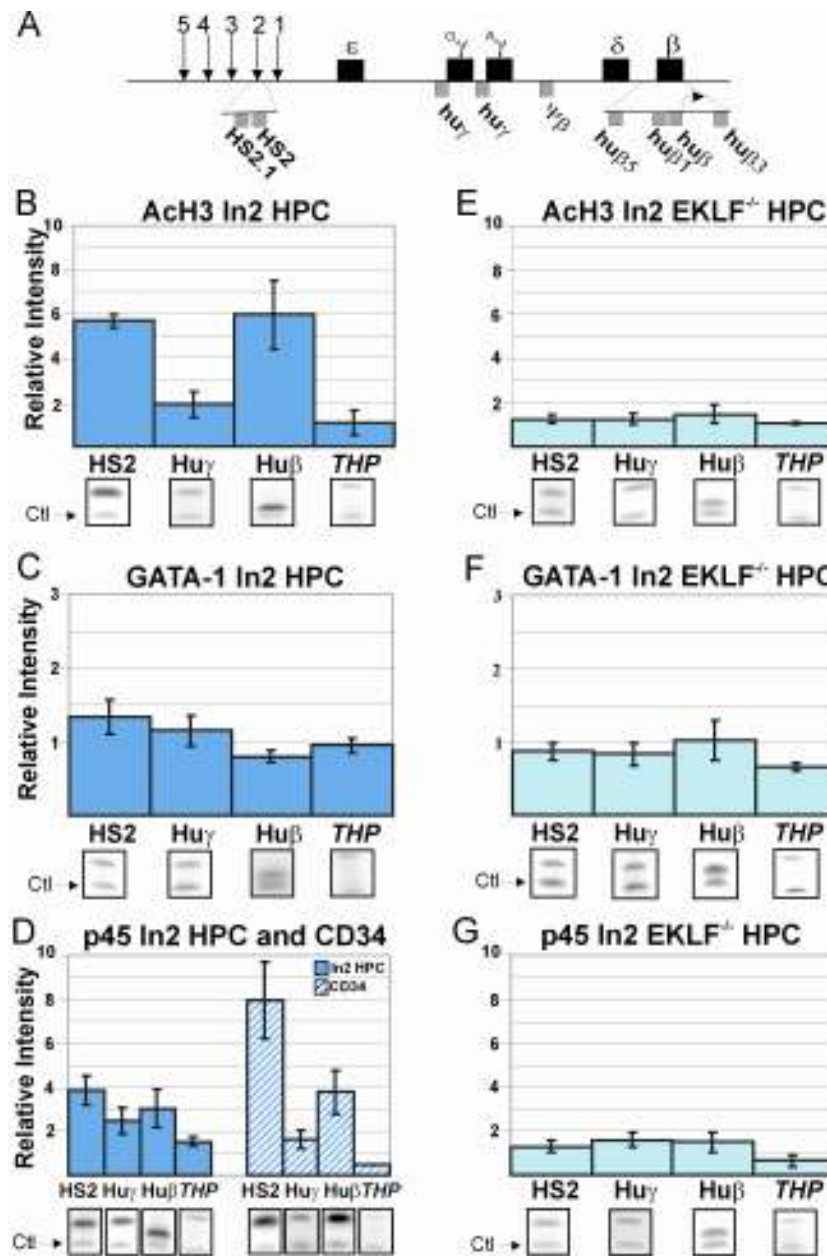 A
5 4 3 2 1
ε Gγ Aγ δ β
HS2.1 HS2 huγ huγ Ψβ huβ5 huβ1 huβ huβ3
B
AcH3 In2 HPC
Relative Intensity
10
8
6
4
2
HS2 Huγ Huβ THP
Ctl
E
AcH3 In2 EKLF-/- HPC
10
8
6
4
2
HS2 Huγ Huβ THP
Ctl
C
GATA-1 In2 HPC
Relative Intensity
3
2
1
HS2 Huγ Huβ THP
Ctl
F
GATA-1 In2 EKLF-/- HPC
3
2
1
HS2 Huγ Huβ THP
Ctl
D
p45 In2 HPC and CD34
Relative Intensity
10
8
6
4
2
In2 HPC
CD34
HS2 Huγ Huβ THP HS2 Huγ Huβ THP
Ctl
G
p45 In2 EKLF-/- HPC
10
8
6
4
2
HS2 Huγ Huβ THP
Ctl